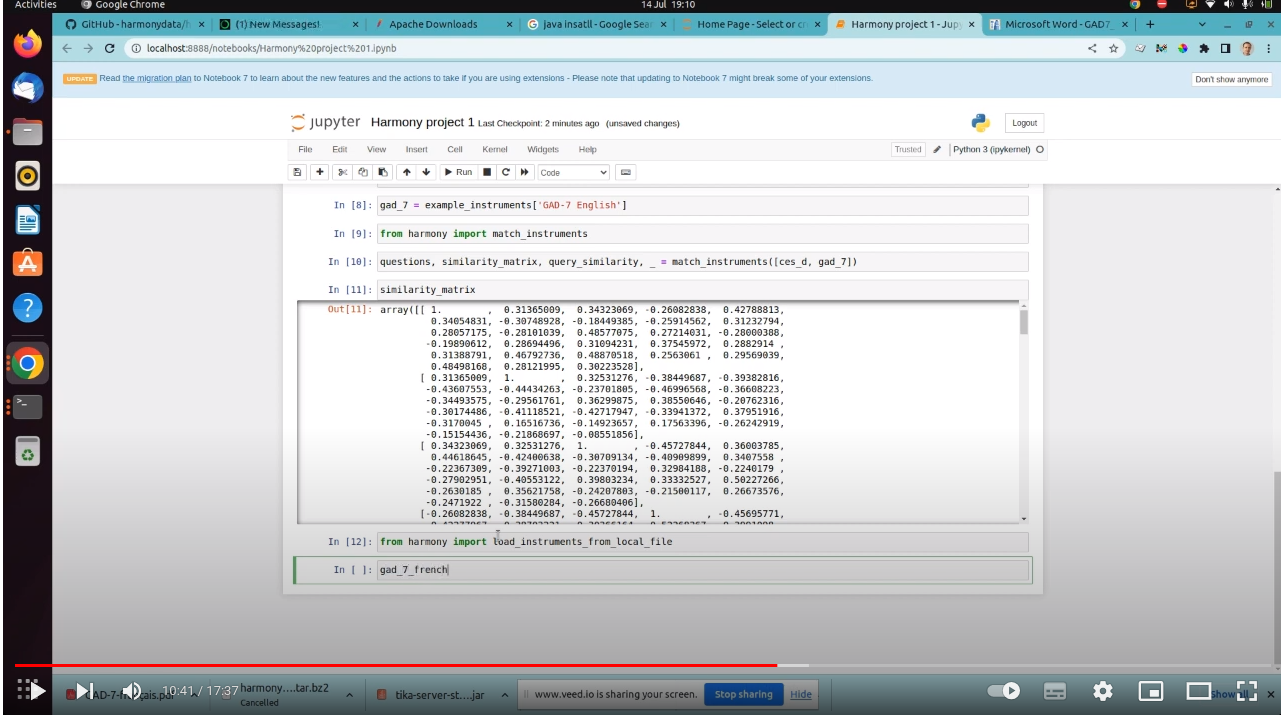 Activities Google Chrome 14 Jul 19:10
GitHub - harmonydata/h
(1) New Messages!
Apache Downloads
java insatll - Google Sear
Home Page - Select or cr
Harmony project 1 - Jup
Microsoft Word - GAD7_
localhost:8888/notebooks/Harmony%20project%201.ipynb
UPDATE Read the migration plan to Notebook 7 to learn about the new features and the actions to take if you are using extensions - Please note that updating to Notebook 7 might break some of your extensions.
Don't show anymore
jupyter Harmony project 1 Last Checkpoint: 2 minutes ago (unsaved changes)
Logout
File Edit View Insert Cell Kernel Widgets Help
Trusted Python 3 (ipykernel)
Run Code
In [8]: gad_7 = example_instruments['GAD-7 English']
In [9]: from harmony import match_instruments
In [10]: questions, similarity_matrix, query_similarity, _ = match_instruments([ces_d, gad_7])
In [11]: similarity_matrix
Out[11]: array([[ 1. , 0.31365009, 0.34323069, -0.26082838, 0.42788813,
0.34054831, -0.30748928, -0.18449385, -0.25914562, 0.31232794,
0.28057175, -0.28101039, 0.48577075, 0.27214031, -0.28000388,
-0.19890612, 0.28694496, 0.31094231, 0.37545972, 0.2882914 ,
0.31388791, 0.46792736, 0.48870518, 0.2563061 , 0.29569039,
0.48498168, 0.28121995, 0.30223528],
[ 0.31365009, 1. , 0.32531276, -0.38449687, -0.39382816,
-0.43607553, -0.44434263, -0.23701805, -0.46996568, -0.36608223,
-0.34493575, -0.29561761, 0.36299875, 0.38550646, -0.20762316,
-0.30174486, -0.41118521, -0.42717947, -0.33941372, 0.37951916,
-0.3170045 , 0.16516736, -0.14923657, 0.17563396, -0.26242919,
-0.15154436, -0.21868697, -0.08551856],
[ 0.34323069, 0.32531276, 1. , -0.45727844, 0.36003785,
0.44618645, -0.42400638, -0.30709194, -0.40909899, 0.3407558 ,
-0.22367309, -0.39271003, -0.22370194, 0.32984188, -0.2240179 ,
-0.27902951, -0.40553122, 0.39803234, 0.33332527, 0.50227266,
-0.2630185 , 0.35621758, -0.24207803, -0.21500117, 0.26673576,
-0.2471922 , -0.31580284, -0.26680406],
[-0.26082838, -0.38449687, -0.45727844, 1. , -0.45695771,
In [12]: from harmony import load_instruments_from_local_file
In [ ]: gad_7_french
10:41 / 17:37
harmony....tar.bz2
Cancelled
tika-server-st....jar
www.veed.io is sharing your screen.
Stop sharing
Hide